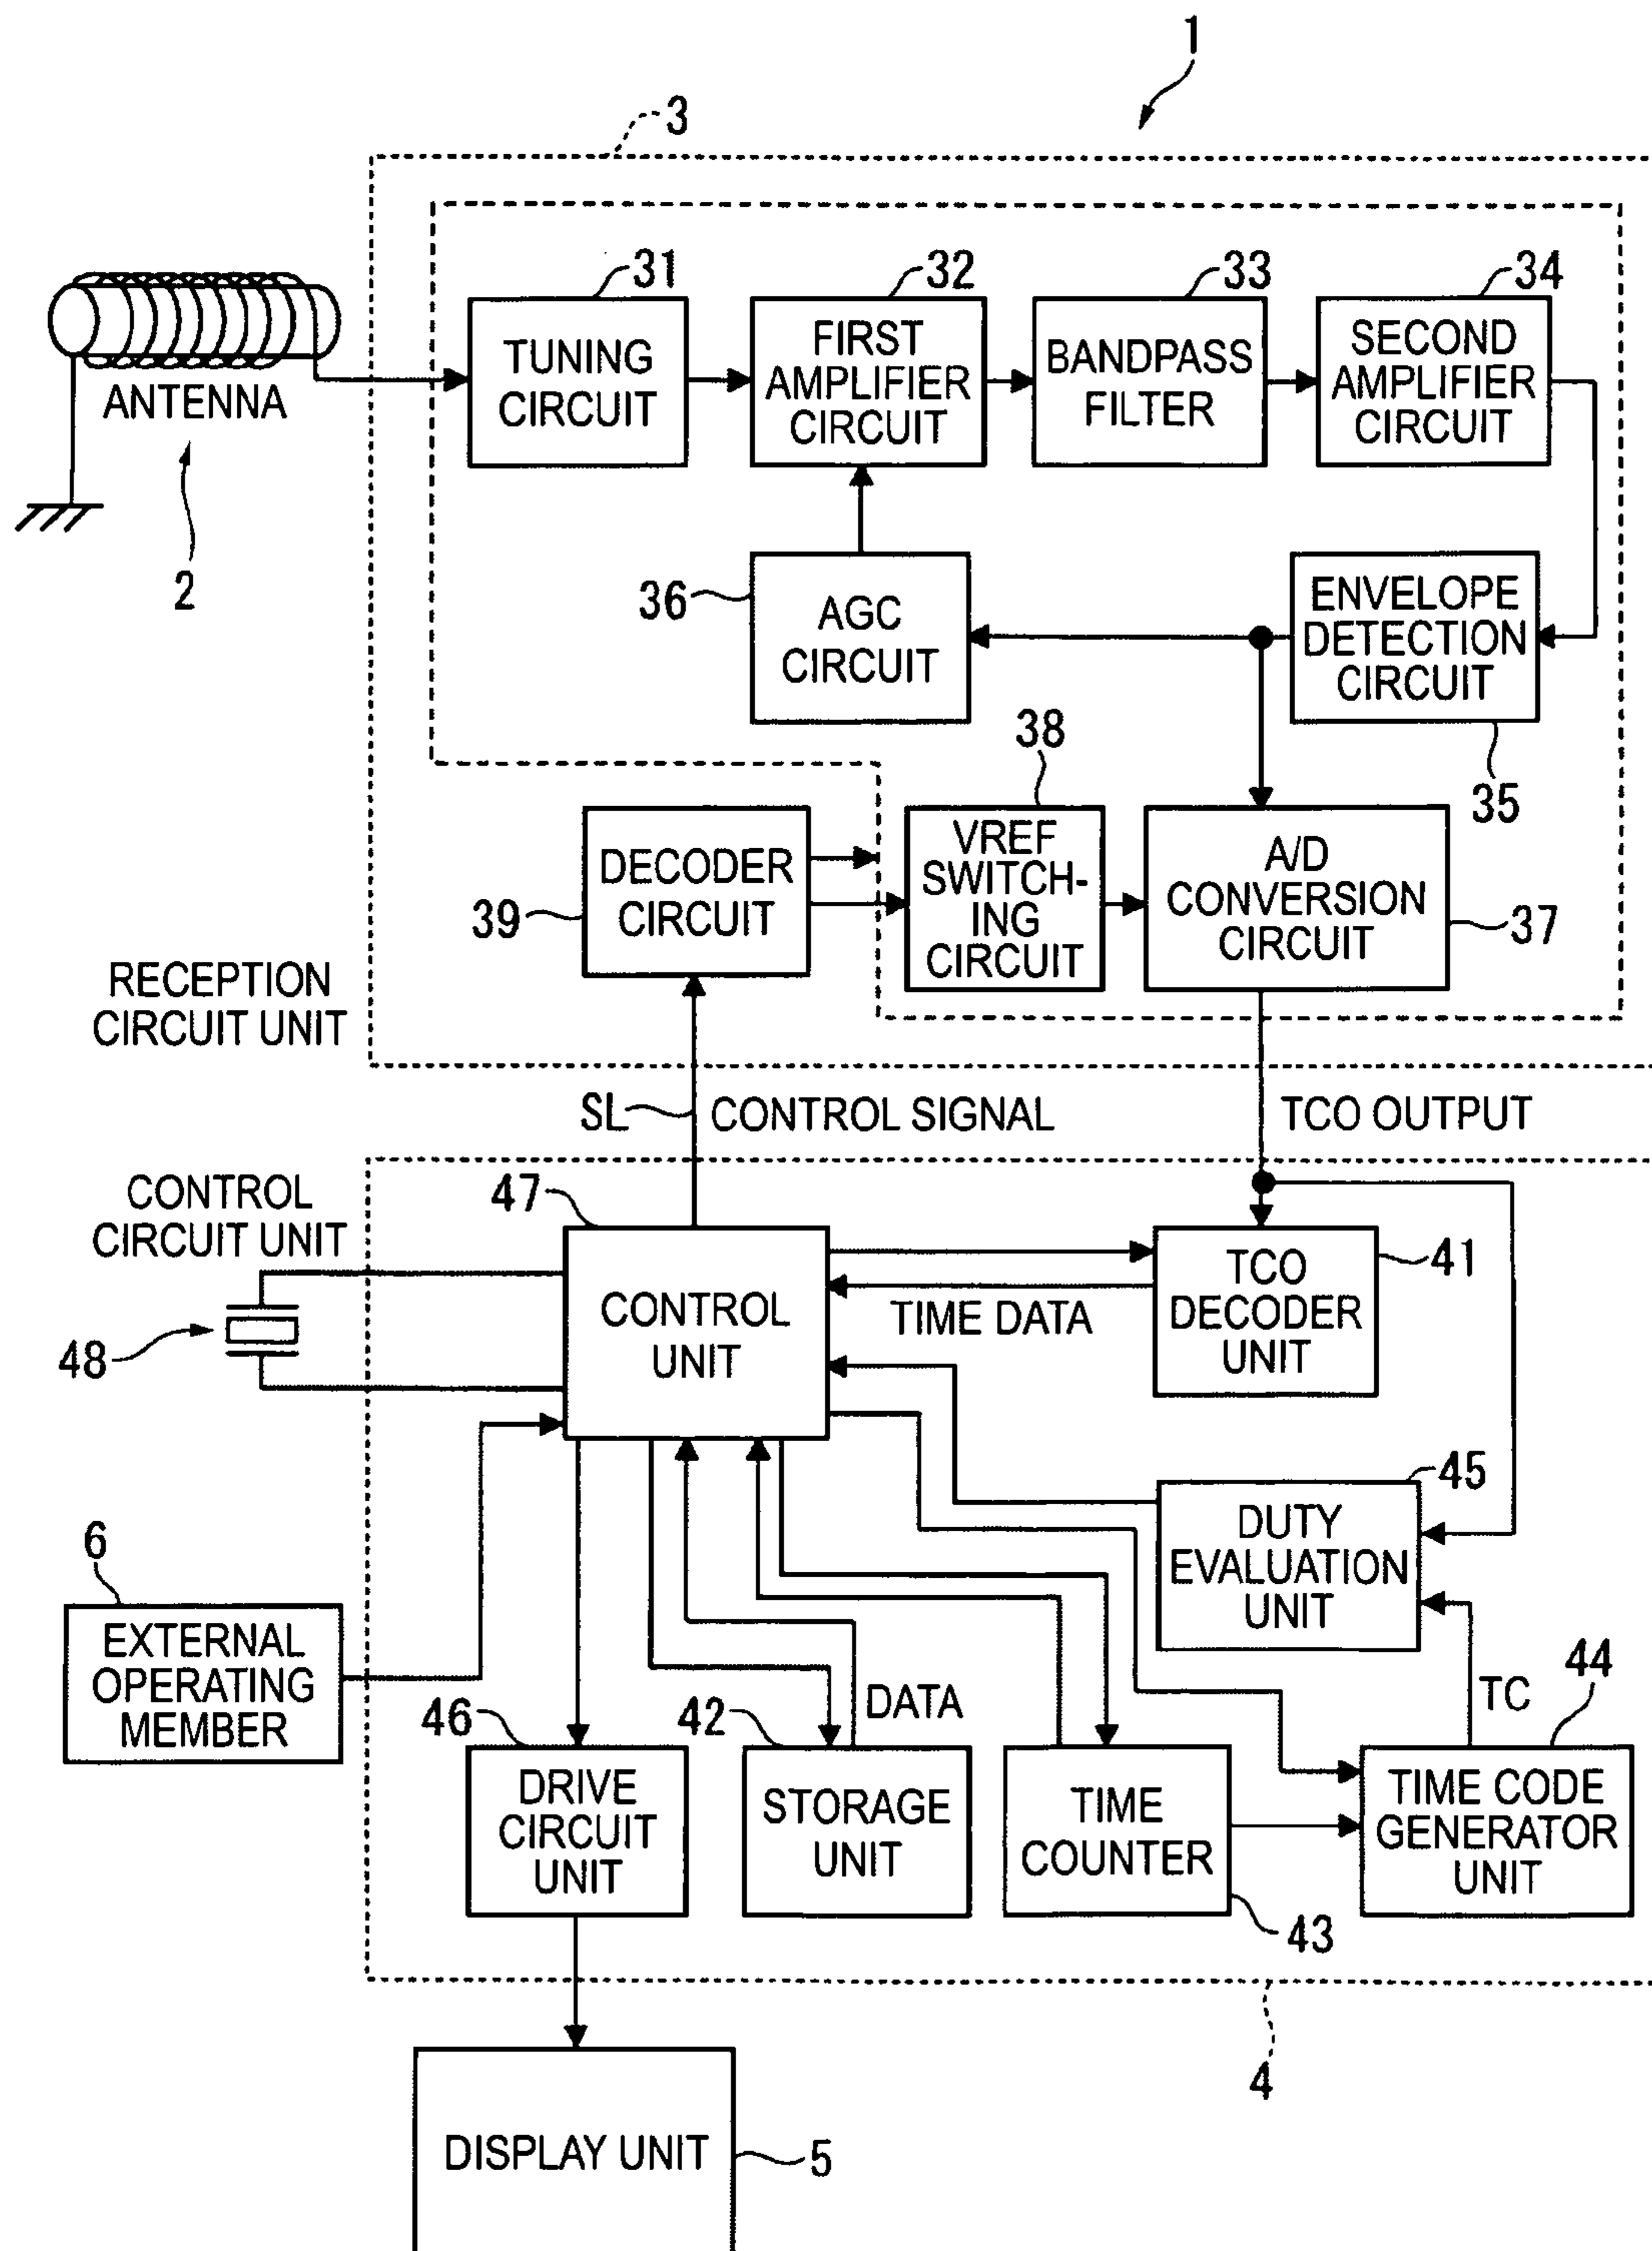 1
3
31
32
33
34
TUNING
CIRCUIT
FIRST
AMPLIFIER
CIRCUIT
BANDPASS
FILTER
SECOND
AMPLIFIER
CIRCUIT
ANTENNA
2
36
AGC
CIRCUIT
ENVELOPE
DETECTION
CIRCUIT
35
38
39
DECODER
CIRCUIT
VREF
SWITCH-
ING
CIRCUIT
A/D
CONVERSION
CIRCUIT
37
RECEPTION
CIRCUIT UNIT
SL
CONTROL SIGNAL
TCO OUTPUT
CONTROL
CIRCUIT UNIT
47
CONTROL
UNIT
TIME DATA
TCO
DECODER
UNIT
41
48
45
DUTY
EVALUATION
UNIT
6
EXTERNAL
OPERATING
MEMBER
46
42
DATA
TC
44
DRIVE
CIRCUIT
UNIT
STORAGE
UNIT
TIME
COUNTER
43
TIME CODE
GENERATOR
UNIT
4
DISPLAY UNIT
5